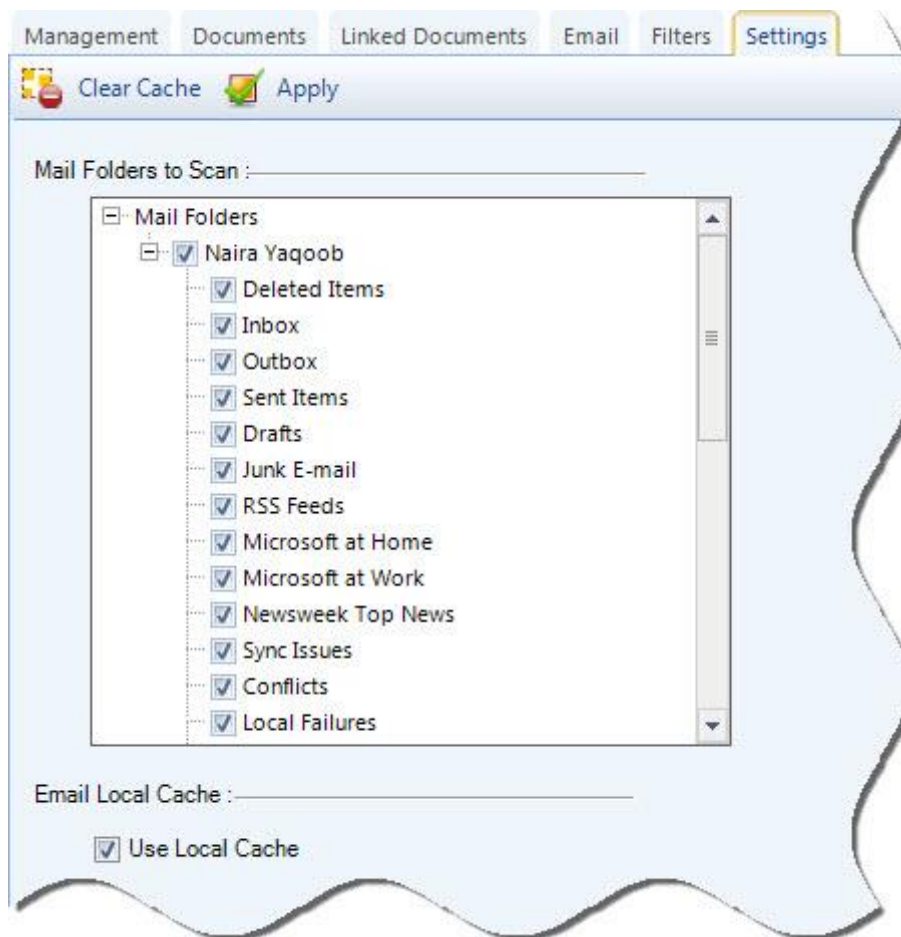 Management Documents Linked Documents Email Filters Settings
Clear Cache Apply
Mail Folders to Scan :
Mail Folders
Naira Yaqoob
Deleted Items
Inbox
Outbox
Sent Items
Drafts
Junk E-mail
RSS Feeds
Microsoft at Home
Microsoft at Work
Newsweek Top News
Sync Issues
Conflicts
Local Failures
Email Local Cache :
Use Local Cache